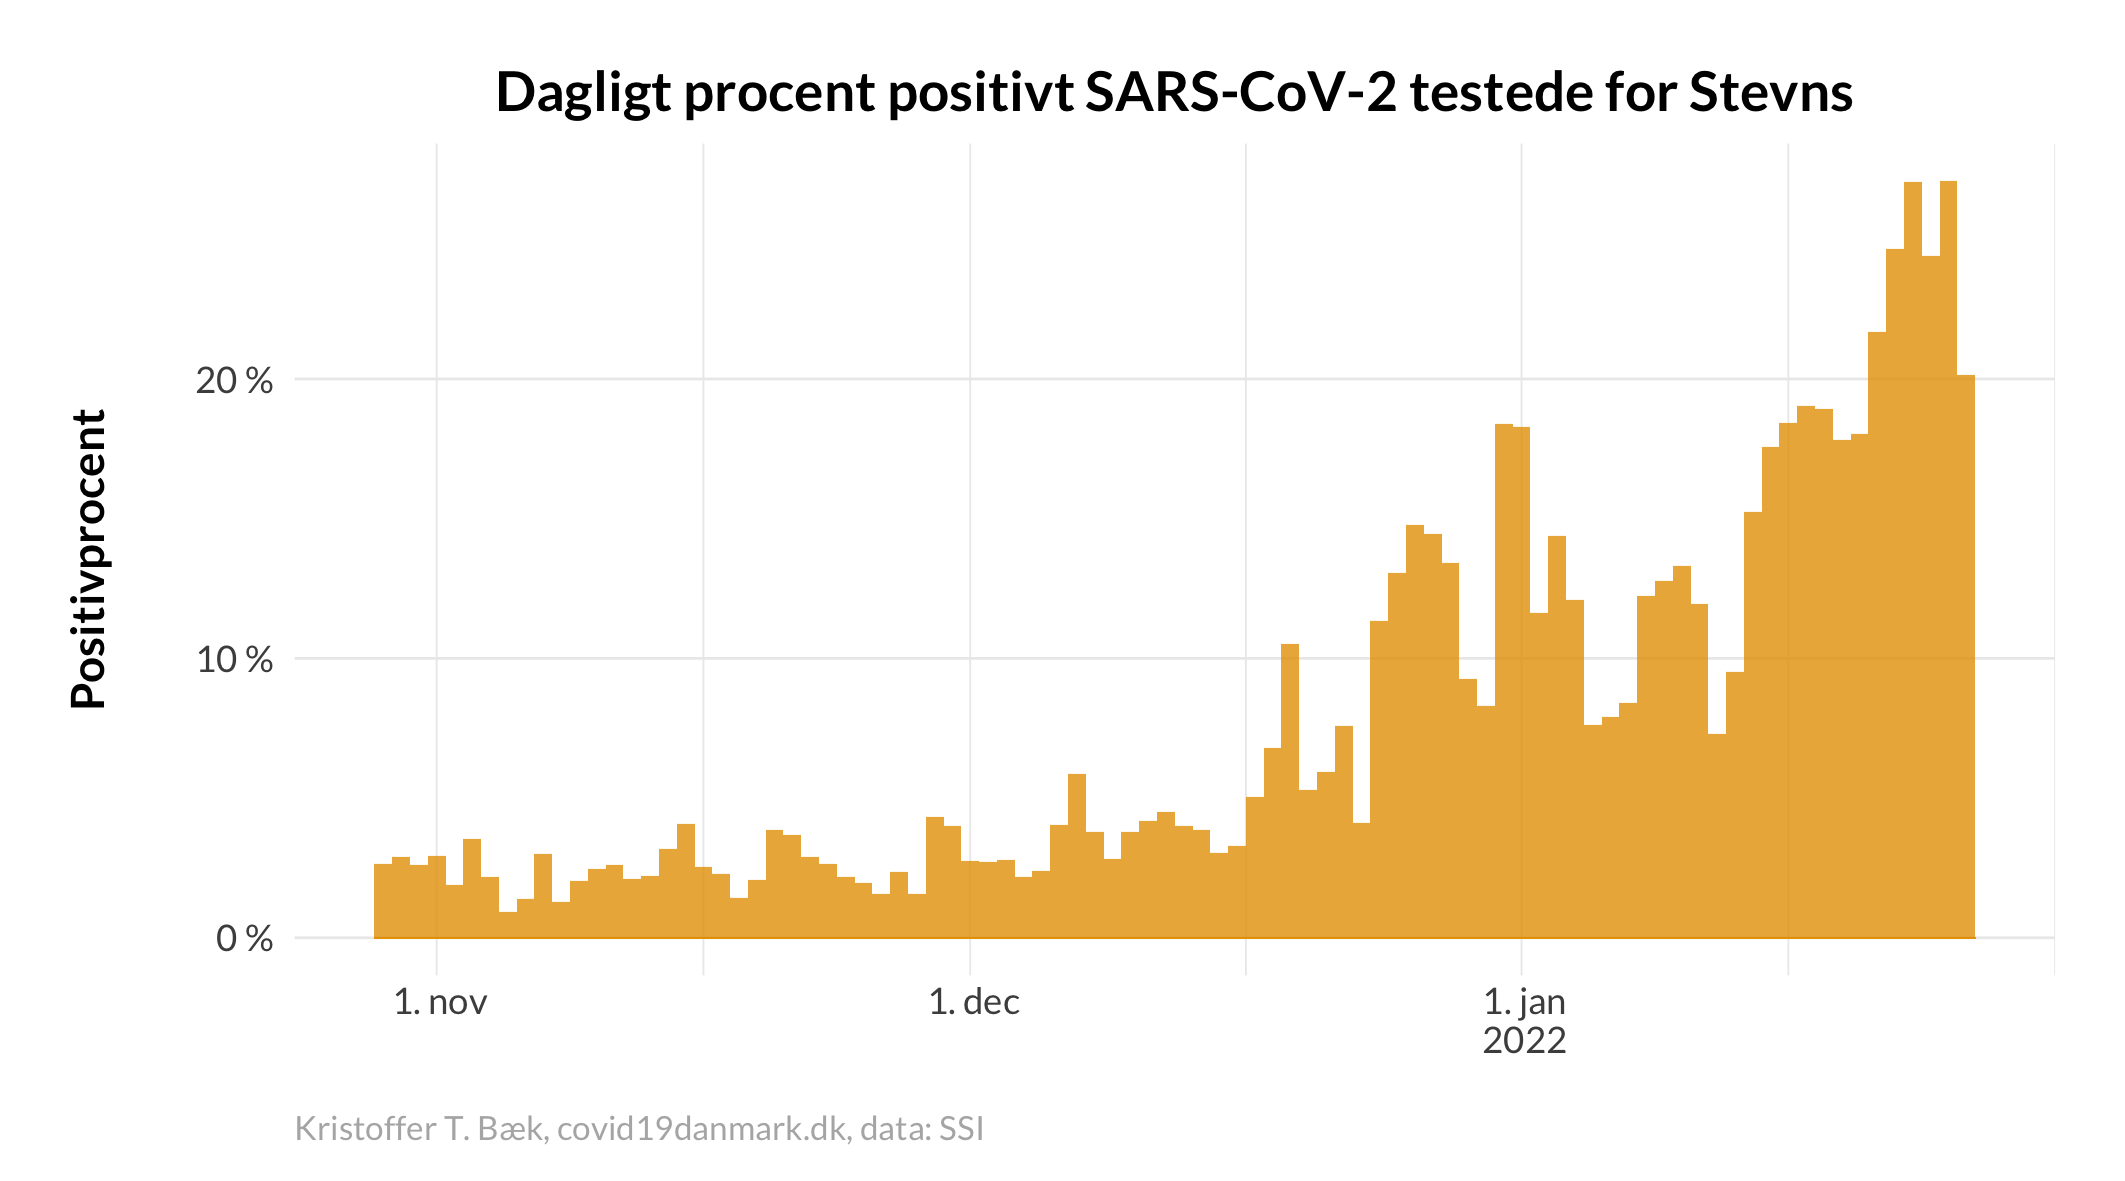 Dagligt procent positivt SARS-CoV-2 testede for Stevns
Positivprocent
20 %
10 %
0 %
1. nov
1. dec
1. jan
2022
Kristoffer T. Bæk, covid19danmark.dk, data: SSI